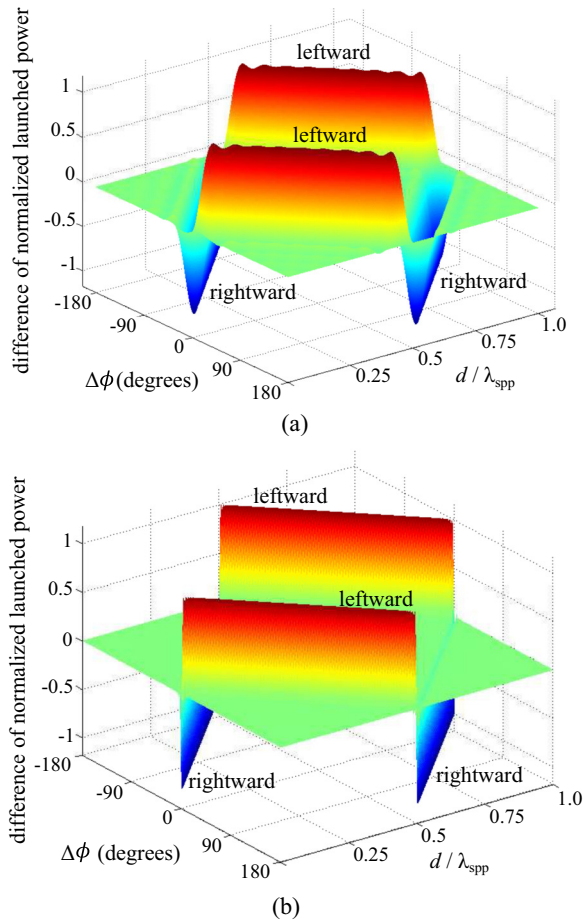 difference of normalized launched power
1
0.5
0
-0.5
-1
leftward
leftward
rightward
rightward
-180
-90
0
90
180
Δϕ (degrees)
0.25
0.5
0.75
1.0
d / λspp
(a)
difference of normalized launched power
1
0.5
0
-0.5
-1
leftward
leftward
rightward
rightward
-180
-90
0
90
180
Δϕ (degrees)
0.25
0.5
0.75
1.0
d / λspp
(b)